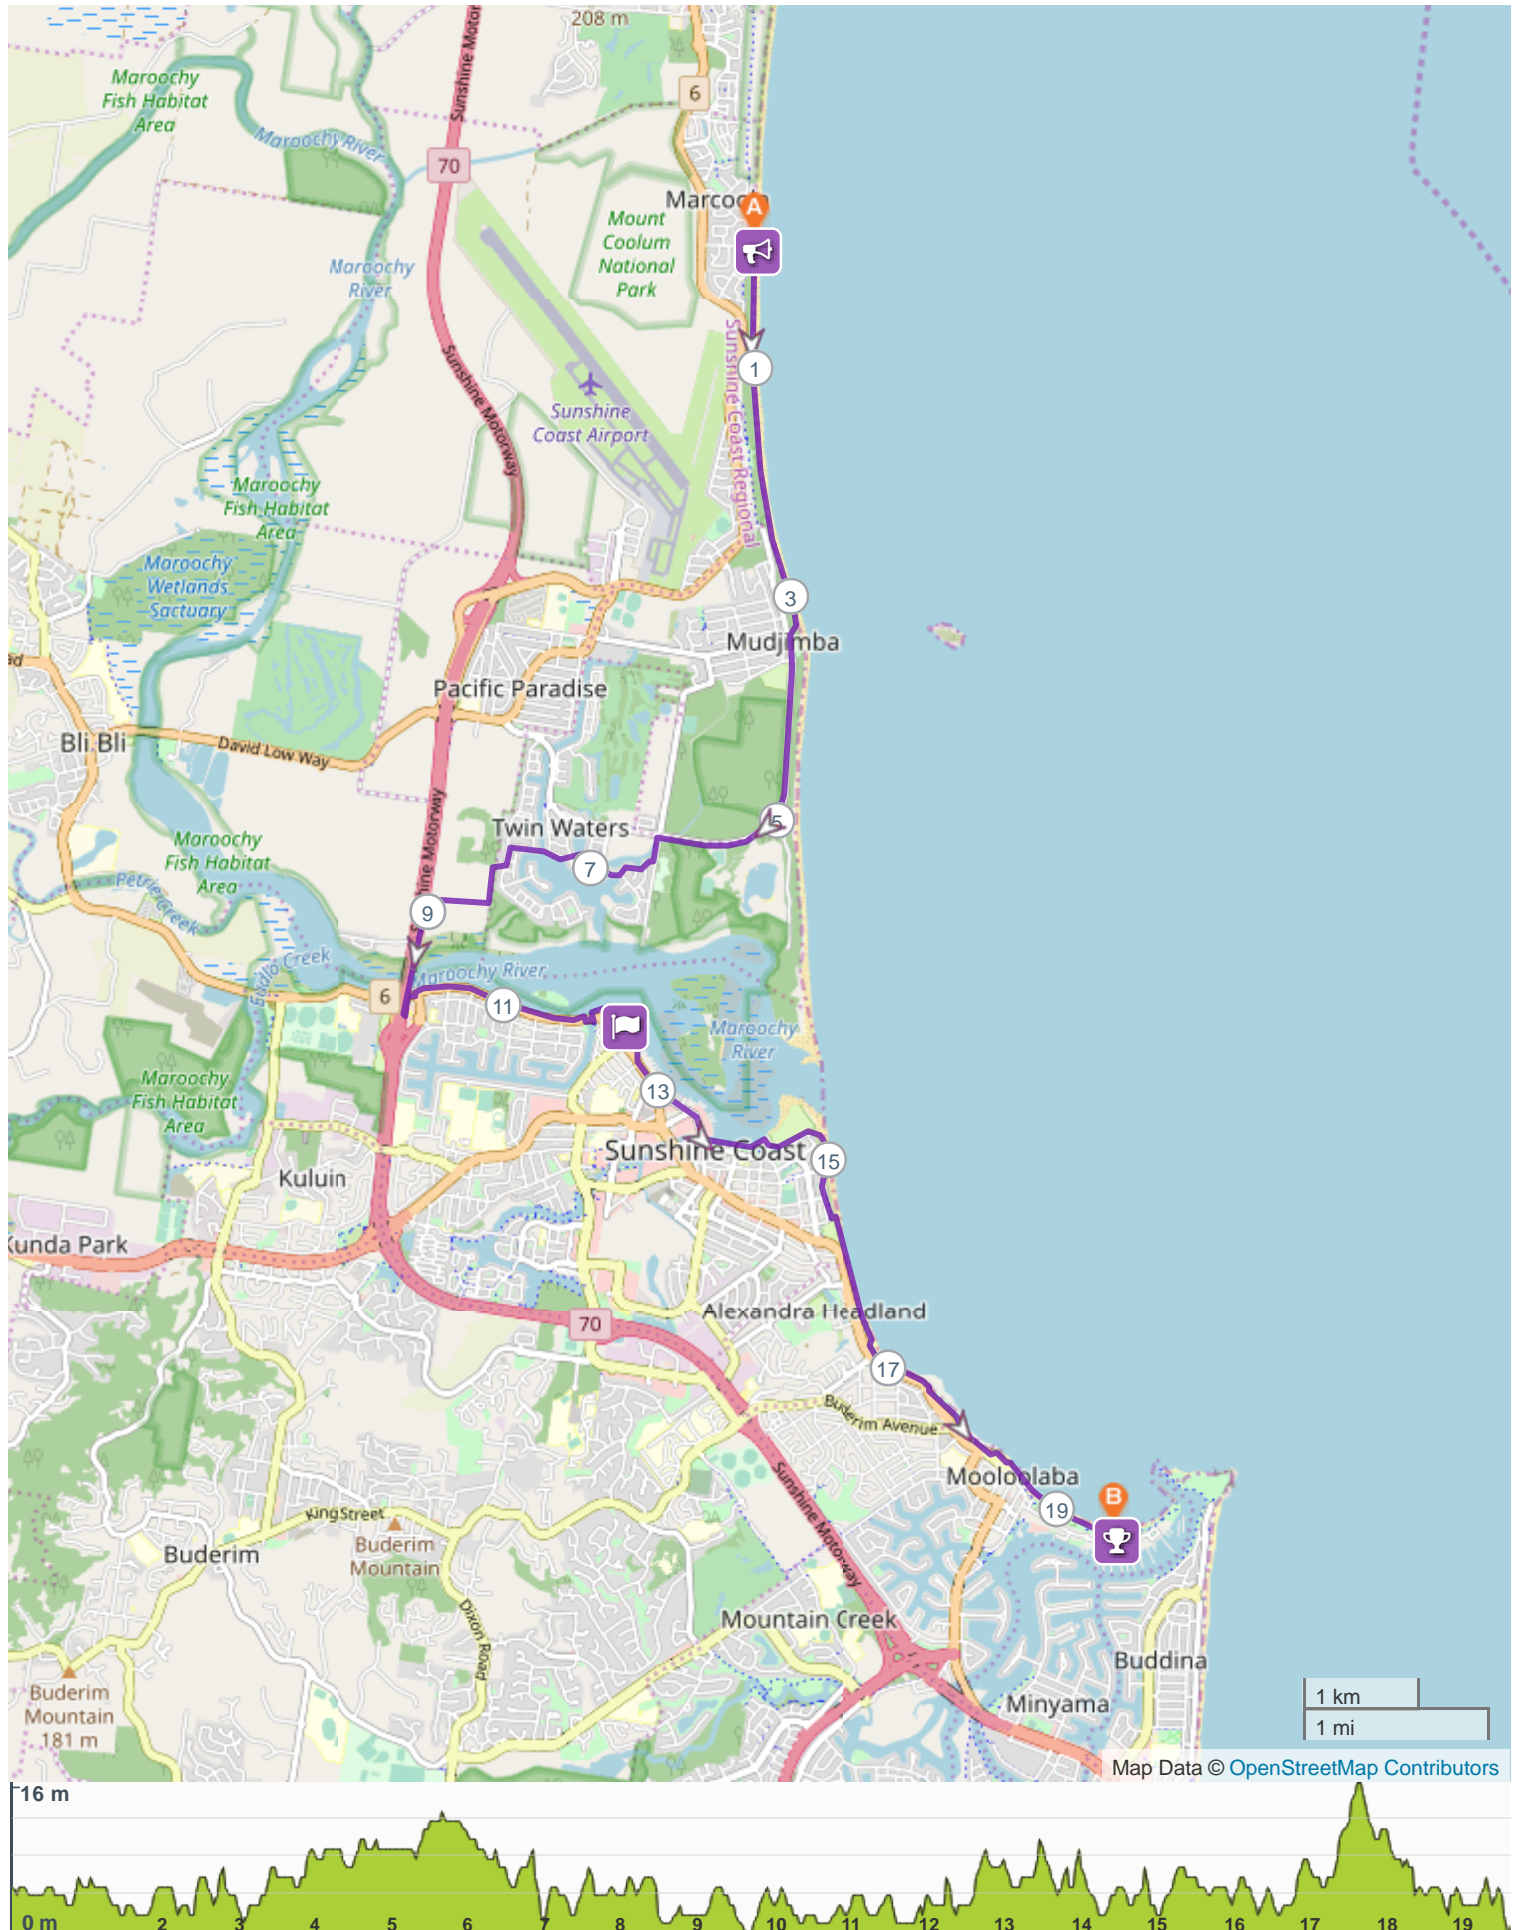 208 m
Sunshine Motor
Maroochy
Fish Habitat
Area
6
Maroochy River
70
Marcoo
A
Mount
Coolum
National
Park
Maroochy
River
Sunshine Motorway
Sunshine Coast Regional
1
Sunshine
Coast Airport
Maroochy
Fish Habitat
Area
Maroochy
Wetlands
Sactuary
3
Mudjimba
ad
Pacific Paradise
Bli Bli
David Low Way
hine Motorway
5
Twin Waters
Maroochy
Fish Habitat
Area
7
Petrie Creek
9
Eudlo Creek
Maroochy River
6
11
Maroochy
River
Maroochy
Fish Habitat
Area
13
Sunshine Coast
15
Kuluin
Kunda Park
Alexandra Headland
70
17
Buderim Avenue
Mooloolaba
Sunshine Motorway
19
B
King Street
Buderim
Buderim
Mountain
Dixon Road
Mountain Creek
Buddina
Minyama
Buderim
Mountain
181 m
1 km
1 mi
Map Data © OpenStreetMap Contributors
16 m
0 m 2 3 4 5 6 7 8 9 10 11 12 13 14 15 16 17 18 19